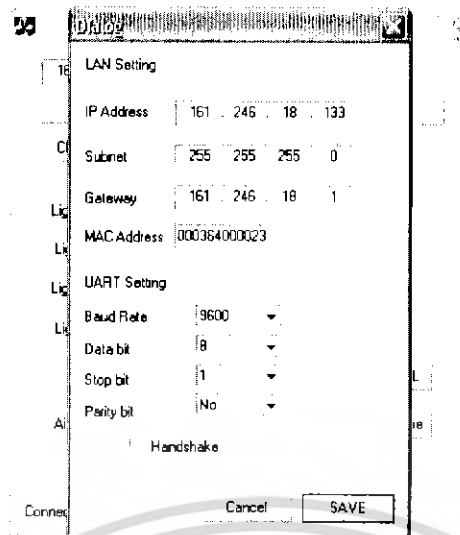 Dialog
LAN Setting
IP Address 161 . 246 . 18 . 133
Subnet 255 255 255 0
Gateway 161 . 246 . 18 1
MAC Address 000364000023
UART Setting
Baud Rate 9600
Data bit 8
Stop bit 1
Parity bit No
Handshake
Cancel SAVE